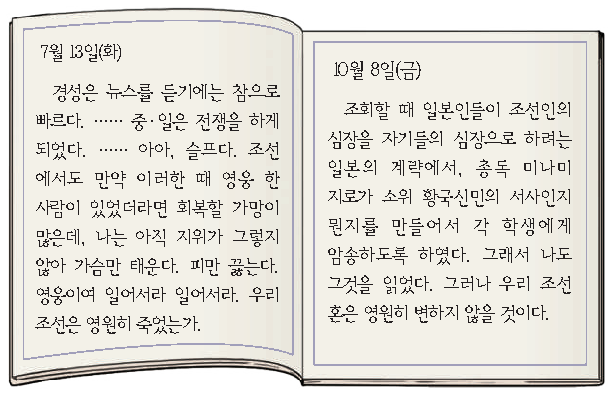 7월 13일(화)
경성은 뉴스를 듣기에는 참으로
빠르다. …… 중·일은 전쟁을 하게
되었다. …… 아아, 슬프다. 조선
에서도 만약 이러한 때 영웅 한
사람이 있었더라면 회복할 가망이
많은데, 나는 아직 지위가 그렇지
않아 가슴만 태운다. 피만 끓는다.
영웅이여 일어서라 일어서라. 우리
조선은 영원히 죽었는가.
10월 8일(금)
조회할 때 일본인들이 조선인의
심장을 자기들의 심장으로 하려는
일본의 계략에서, 총독 미나미
지로가 소위 황국신민의 서사인지
뭔지를 만들어서 각 학생에게
암송하도록 하였다. 그래서 나도
그것을 읽었다. 그러나 우리 조선
혼은 영원히 변하지 않을 것이다.